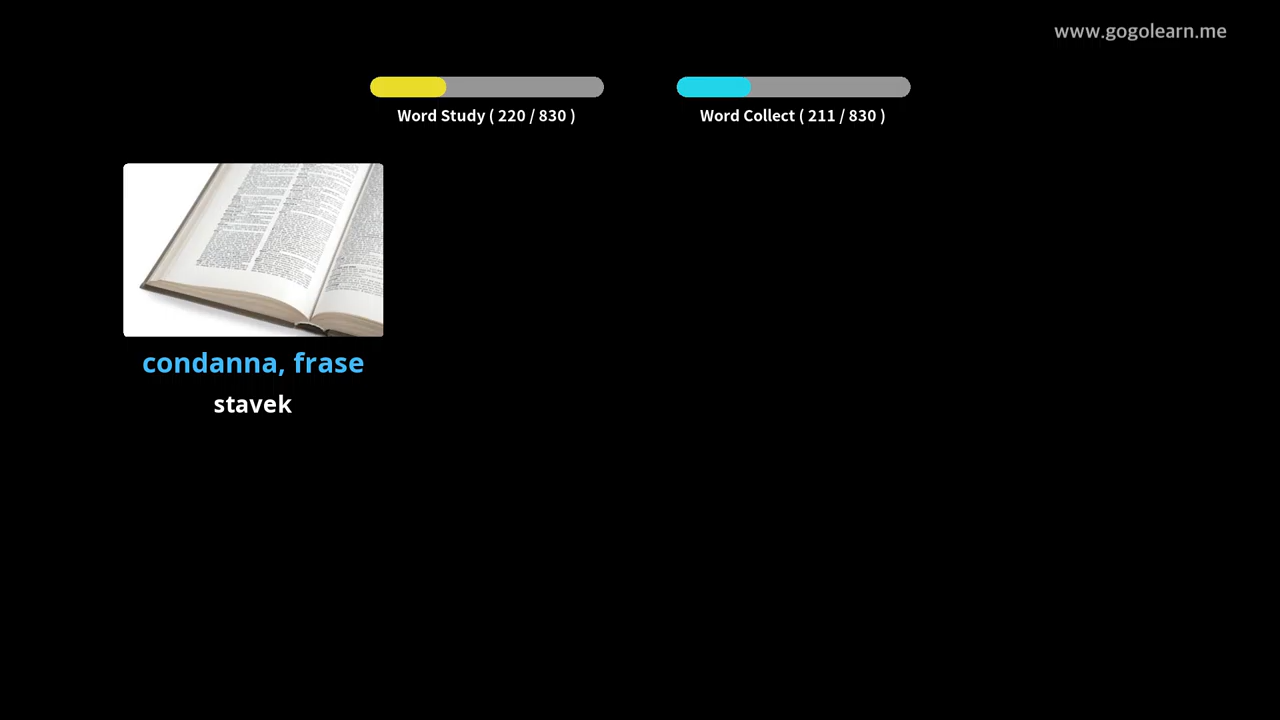 www.gogolearn.me
Word Study ( 220 / 830 )
Word Collect ( 211 / 830 )
condanna, frase
stavek